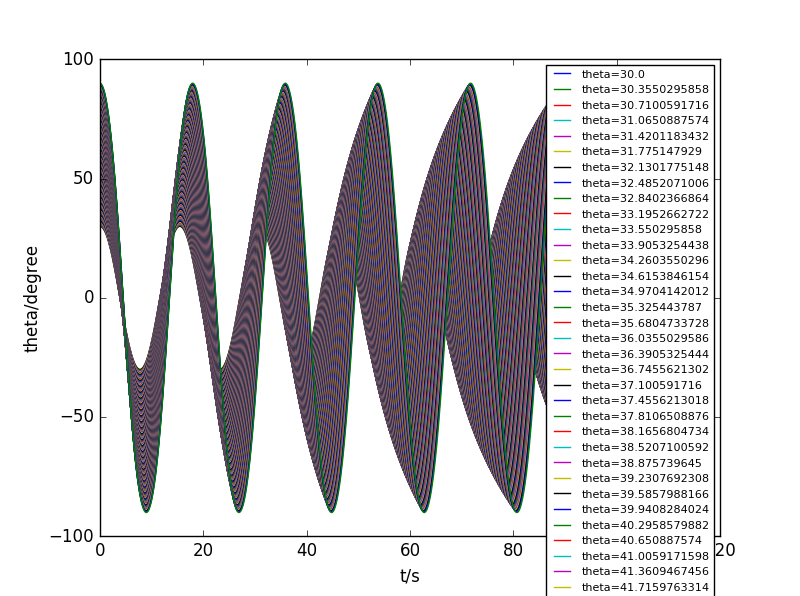 100
50
0
−50
−100
theta/degree
0
20
40
60
80
20
t/s
theta=30.0
theta=30.3550295858
theta=30.7100591716
theta=31.0650887574
theta=31.4201183432
theta=31.775147929
theta=32.1301775148
theta=32.4852071006
theta=32.8402366864
theta=33.1952662722
theta=33.550295858
theta=33.9053254438
theta=34.2603550296
theta=34.6153846154
theta=34.9704142012
theta=35.325443787
theta=35.6804733728
theta=36.0355029586
theta=36.3905325444
theta=36.7455621302
theta=37.100591716
theta=37.4556213018
theta=37.8106508876
theta=38.1656804734
theta=38.5207100592
theta=38.875739645
theta=39.2307692308
theta=39.5857988166
theta=39.9408284024
theta=40.2958579882
theta=40.650887574
theta=41.0059171598
theta=41.3609467456
theta=41.7159763314